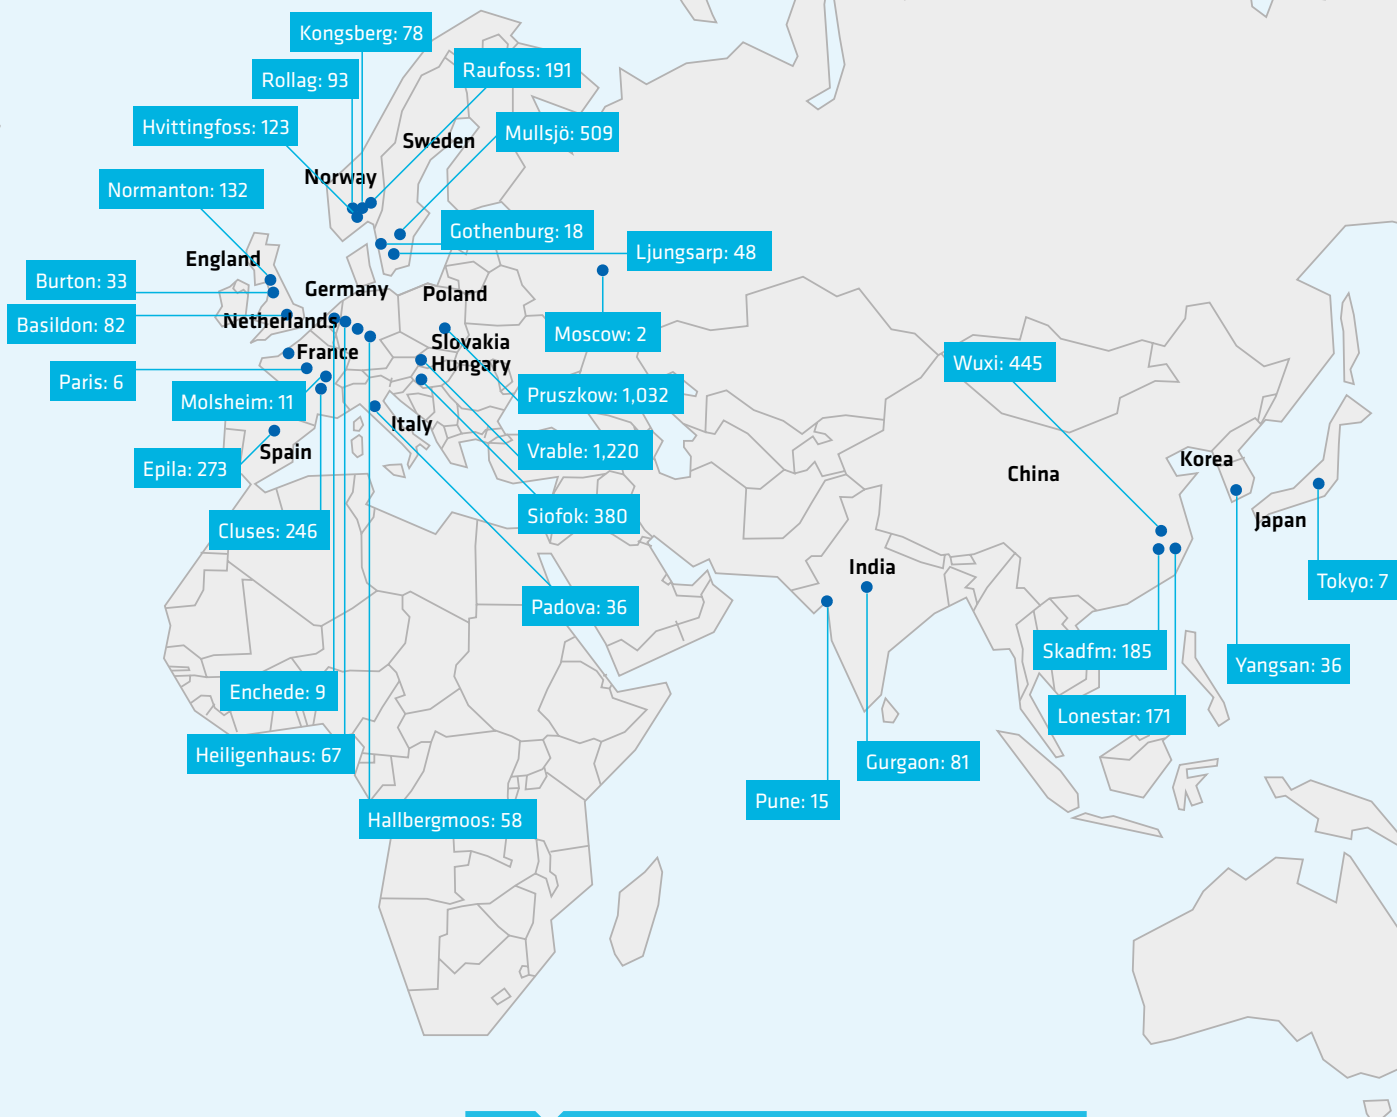 Kongsberg: 78
Rollag: 93
Raufoss: 191
Hvittingfoss: 123
Sweden
Mullsjö: 509
Norway
Normanton: 132
Gothenburg: 18
Ljungsarp: 48
England
Burton: 33
Germany
Poland
Basildon: 82
Netherlands
Moscow: 2
Slovakia
France
Hungary
Wuxi: 445
Paris: 6
Molsheim: 11
Pruszkow: 1,032
Italy
Spain
Vrable: 1,220
Epila: 273
China
Korea
Siofok: 380
Japan
Cluses: 246
India
Tokyo: 7
Padova: 36
Skadfm: 185
Yangsan: 36
Enchede: 9
Lonestar: 171
Heiligenhaus: 67
Gurgaon: 81
Pune: 15
Hallbergmoos: 58